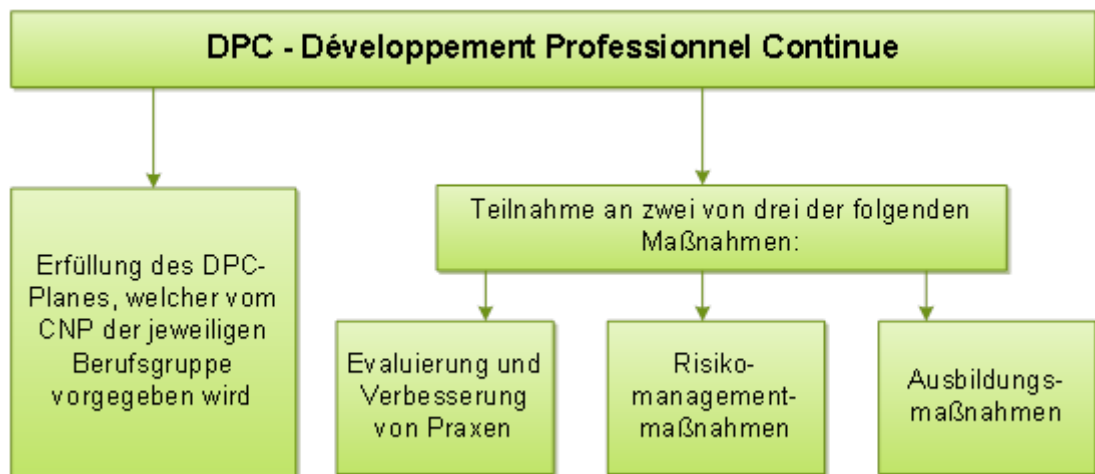 DPC - Développement Professionnel Continue
Erfüllung des DPC-
Planes, welcher vom
CNP der jeweiligen
Berufsgruppe
vorgegeben wird
Teilnahme an zwei von drei der folgenden
Maßnahmen:
Evaluierung und
Verbesserung
von Praxen
Risiko-
management-
maßnahmen
Ausbildungs-
maßnahmen